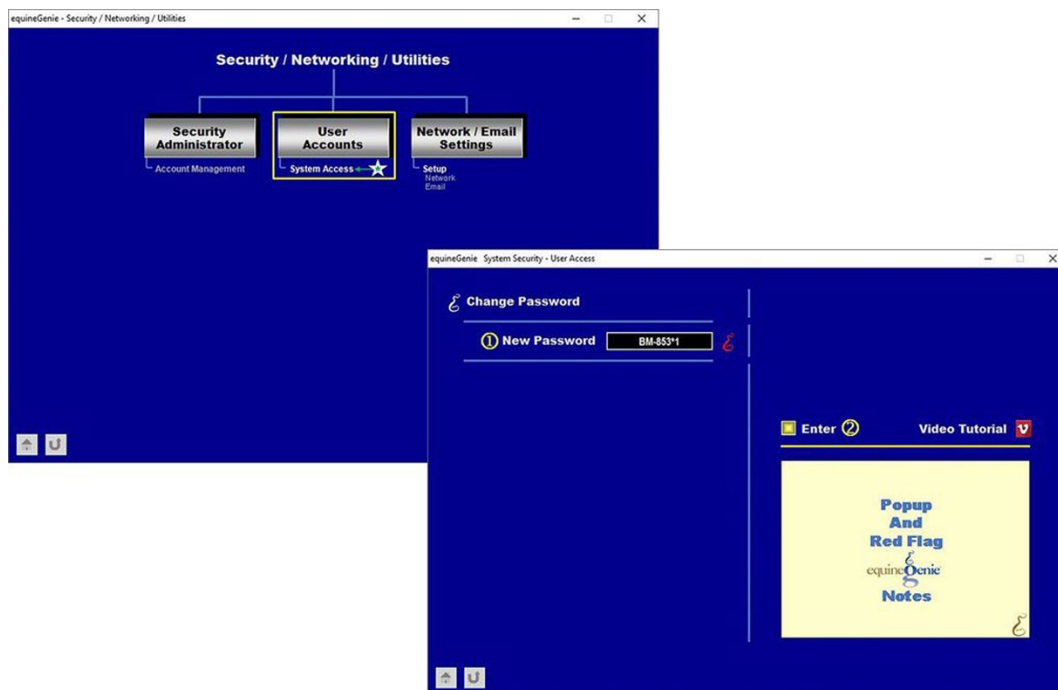 equineGenie - Security / Networking / Utilities
Security / Networking / Utilities
Security
Administrator
Account Management
User
Accounts
System Access
Network / Email
Settings
Setup
Network
Email
equineGenie System Security - User Access
Change Password
① New Password BM-853*1
Enter ②
Video Tutorial
Popup
And
Red Flag
equinegenie
Notes